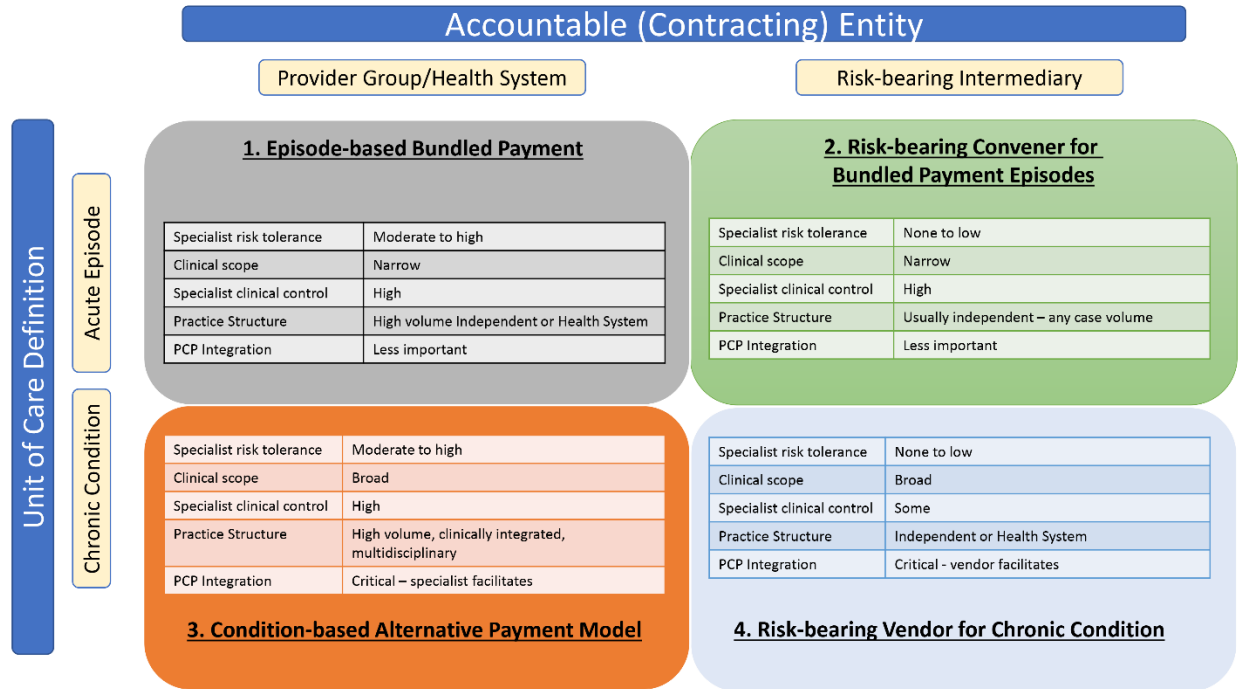 Accountable (Contracting) Entity
Provider Group/Health System
Risk-bearing Intermediary
Unit of Care Definition
Acute Episode
Chronic Condition
1. Episode-based Bundled Payment
Specialist risk tolerance Moderate to high
Clinical scope Narrow
Specialist clinical control High
Practice Structure High volume Independent or Health System
PCP Integration Less important
2. Risk-bearing Convener for
Bundled Payment Episodes
Specialist risk tolerance None to low
Clinical scope Narrow
Specialist clinical control High
Practice Structure Usually independent – any case volume
PCP Integration Less important
Specialist risk tolerance Moderate to high
Clinical scope Broad
Specialist clinical control High
Practice Structure High volume, clinically integrated,
multidisciplinary
PCP Integration Critical – specialist facilitates
3. Condition-based Alternative Payment Model
Specialist risk tolerance None to low
Clinical scope Broad
Specialist clinical control Some
Practice Structure Independent or Health System
PCP Integration Critical - vendor facilitates
4. Risk-bearing Vendor for Chronic Condition